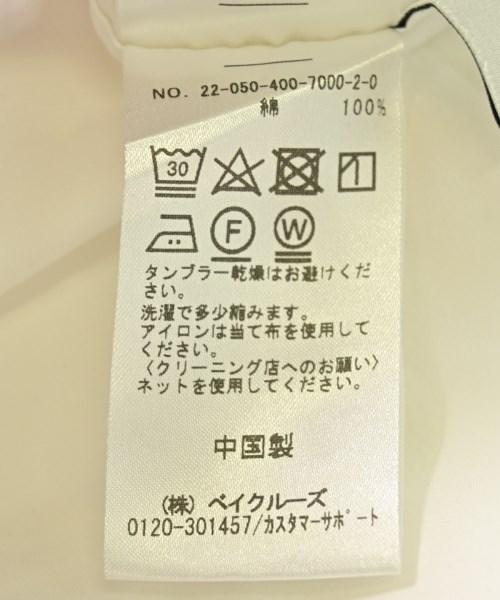 NO. 22-050-400-7000-2-0
綿 100%
30
F W
タンブラー乾燥はお避けくだ
さい。
洗濯で多少縮みます。
アイロンは当て布を使用して
ください。
〈クリーニング店へのお願い〉
ネットを使用してください。
中国製
(株) ベイクルーズ
0120-301457/カスタマーサポート